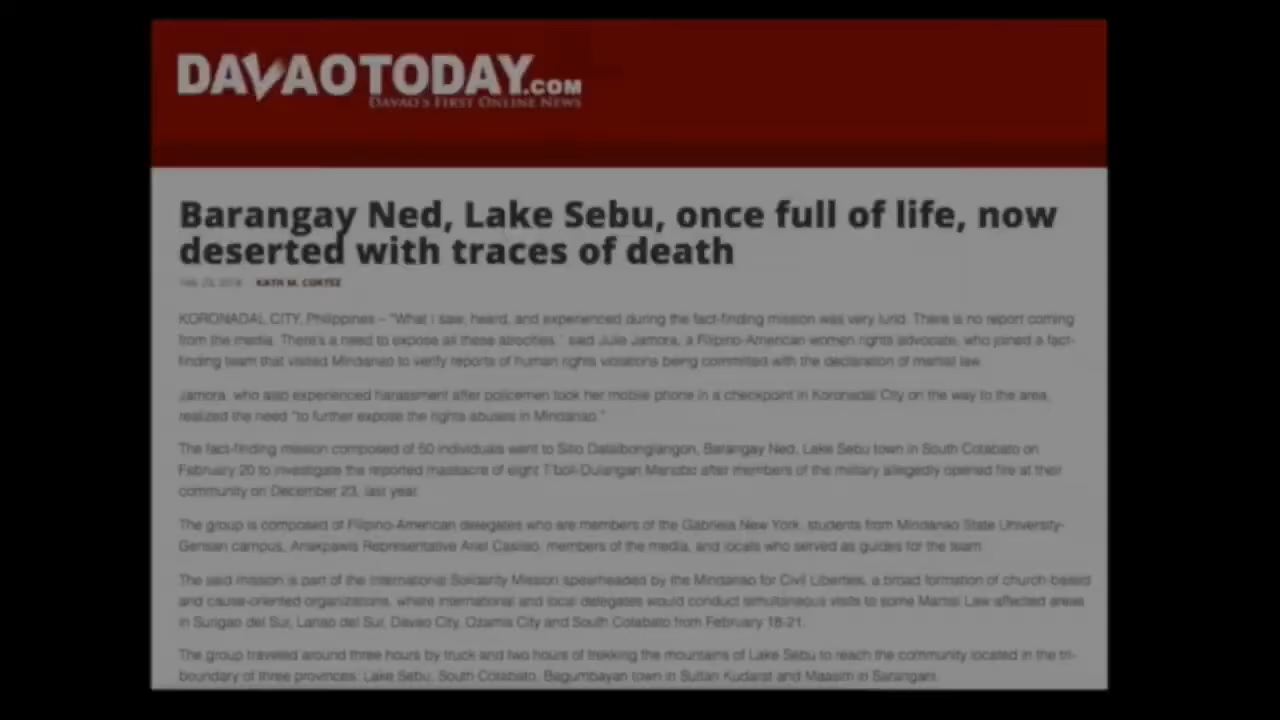 DAVAOTODAY.COM
DAVAO'S FIRST ONLINE NEWS
Barangay Ned, Lake Sebu, once full of life, now
deserted with traces of death
KATH M. CORTEZ
KORONADAL CITY, Philippines – "What I saw, heard, and experienced during the fact-finding mission was very lurid. There is no report coming
from the media. There's a need to expose all these atrocities," said Julie Jamora, a Filipino-American women rights advocate, who joined a fact-
finding team that visited Mindanao to verify reports of human rights violations being committed with the declaration of martial law.
Jamora, who also experienced harassment after policemen took her mobile phone in a checkpoint in Koronadal City on the way to the area,
realized the need "to further expose the rights abuses in Mindanao."
The fact-finding mission composed of 50 individuals went to Sitio Datalbonglangon, Barangay Ned, Lake Sebu town in South Cotabato on
February 20 to investigate the reported massacre of eight T'boli-Dulangan Manobo after members of the military allegedly opened fire at their
community on December 23, last year.
The group is composed of Filipino-American delegates who are members of the Gabriela New York, students from Mindanao State University-
Gensan campus, Anakpawis Representative Ariel Casilao, members of the media, and locals who served as guides for the team.
The said mission is part of the International Solidarity Mission spearheaded by the Mindanao for Civil Liberties, a broad formation of church-based
and cause-oriented organizations, where international and local delegates would conduct simultaneous visits to some Martial Law affected areas
in Surigao del Sur, Lanao del Sur, Davao City, Ozamis City and South Cotabato from February 18-21.
The group traveled around three hours by truck and two hours of trekking the mountains of Lake Sebu to reach the community located in the tri-
boundary of three provinces: Lake Sebu, South Cotabato, Bagumbayan town in Sultan Kudarat and Maasim in Sarangani.